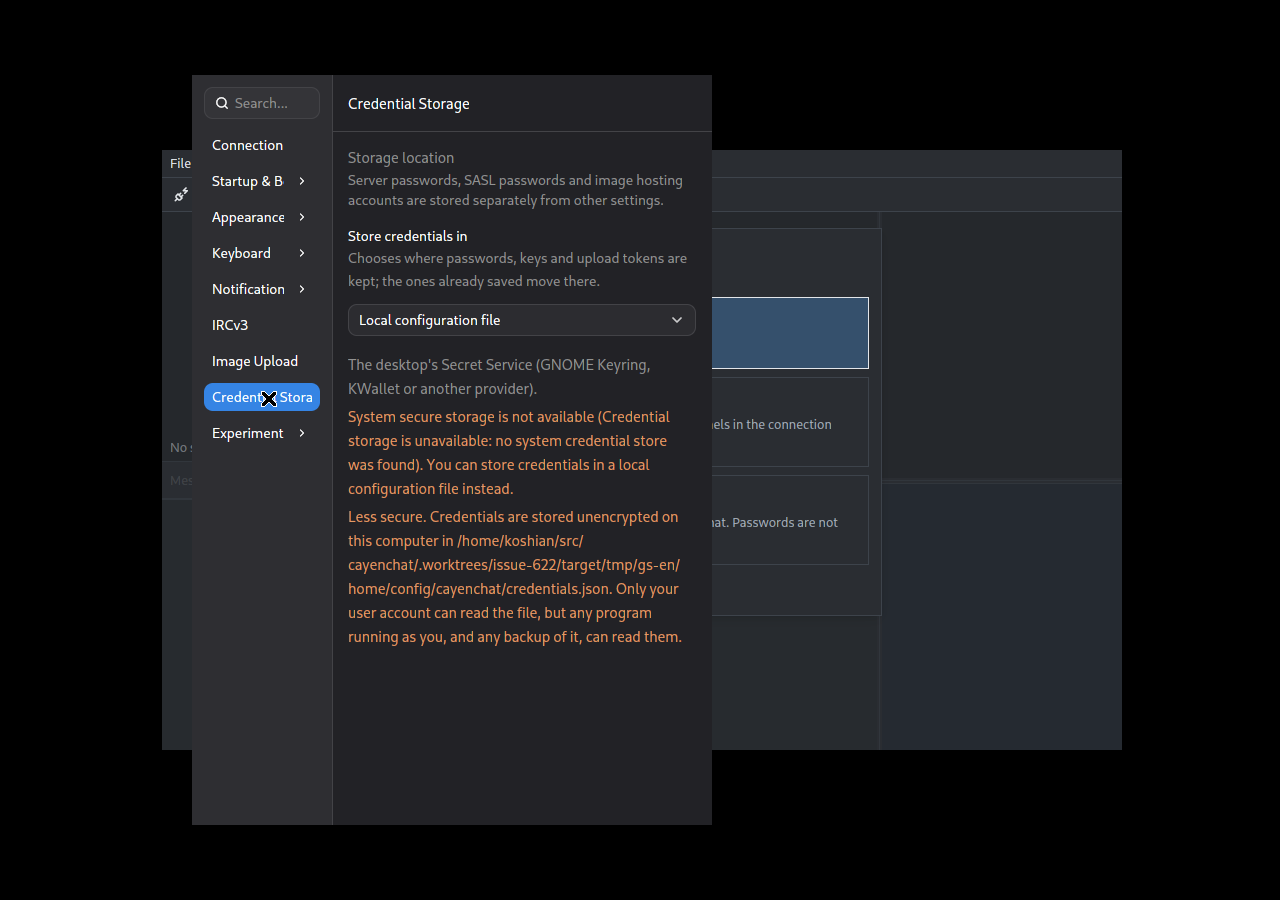 Search...
Connection
Startup & B
Appearance
Keyboard
Notification
IRCv3
Image Upload
Stora
Experiment
Credential Storage
Storage location
Server passwords, SASL passwords and image hosting
accounts are stored separately from other settings.
Store credentials in
Chooses where passwords, keys and upload tokens are
kept; the ones already saved move there.
Local configuration file
The desktop's Secret Service (GNOME Keyring,
KWallet or another provider).
System secure storage is not available (Credential
storage is unavailable: no system credential store
was found). You can store credentials in a local
configuration file instead.
Less secure. Credentials are stored unencrypted on
this computer in /home/koshian/src/
cayenchat/.worktrees/issue-622/target/tmp/gs-en/
home/config/cayenchat/credentials.json. Only your
user account can read the file, but any program
running as you, and any backup of it, can read them.
File
No
Mes
nels in the connection
hat. Passwords are not